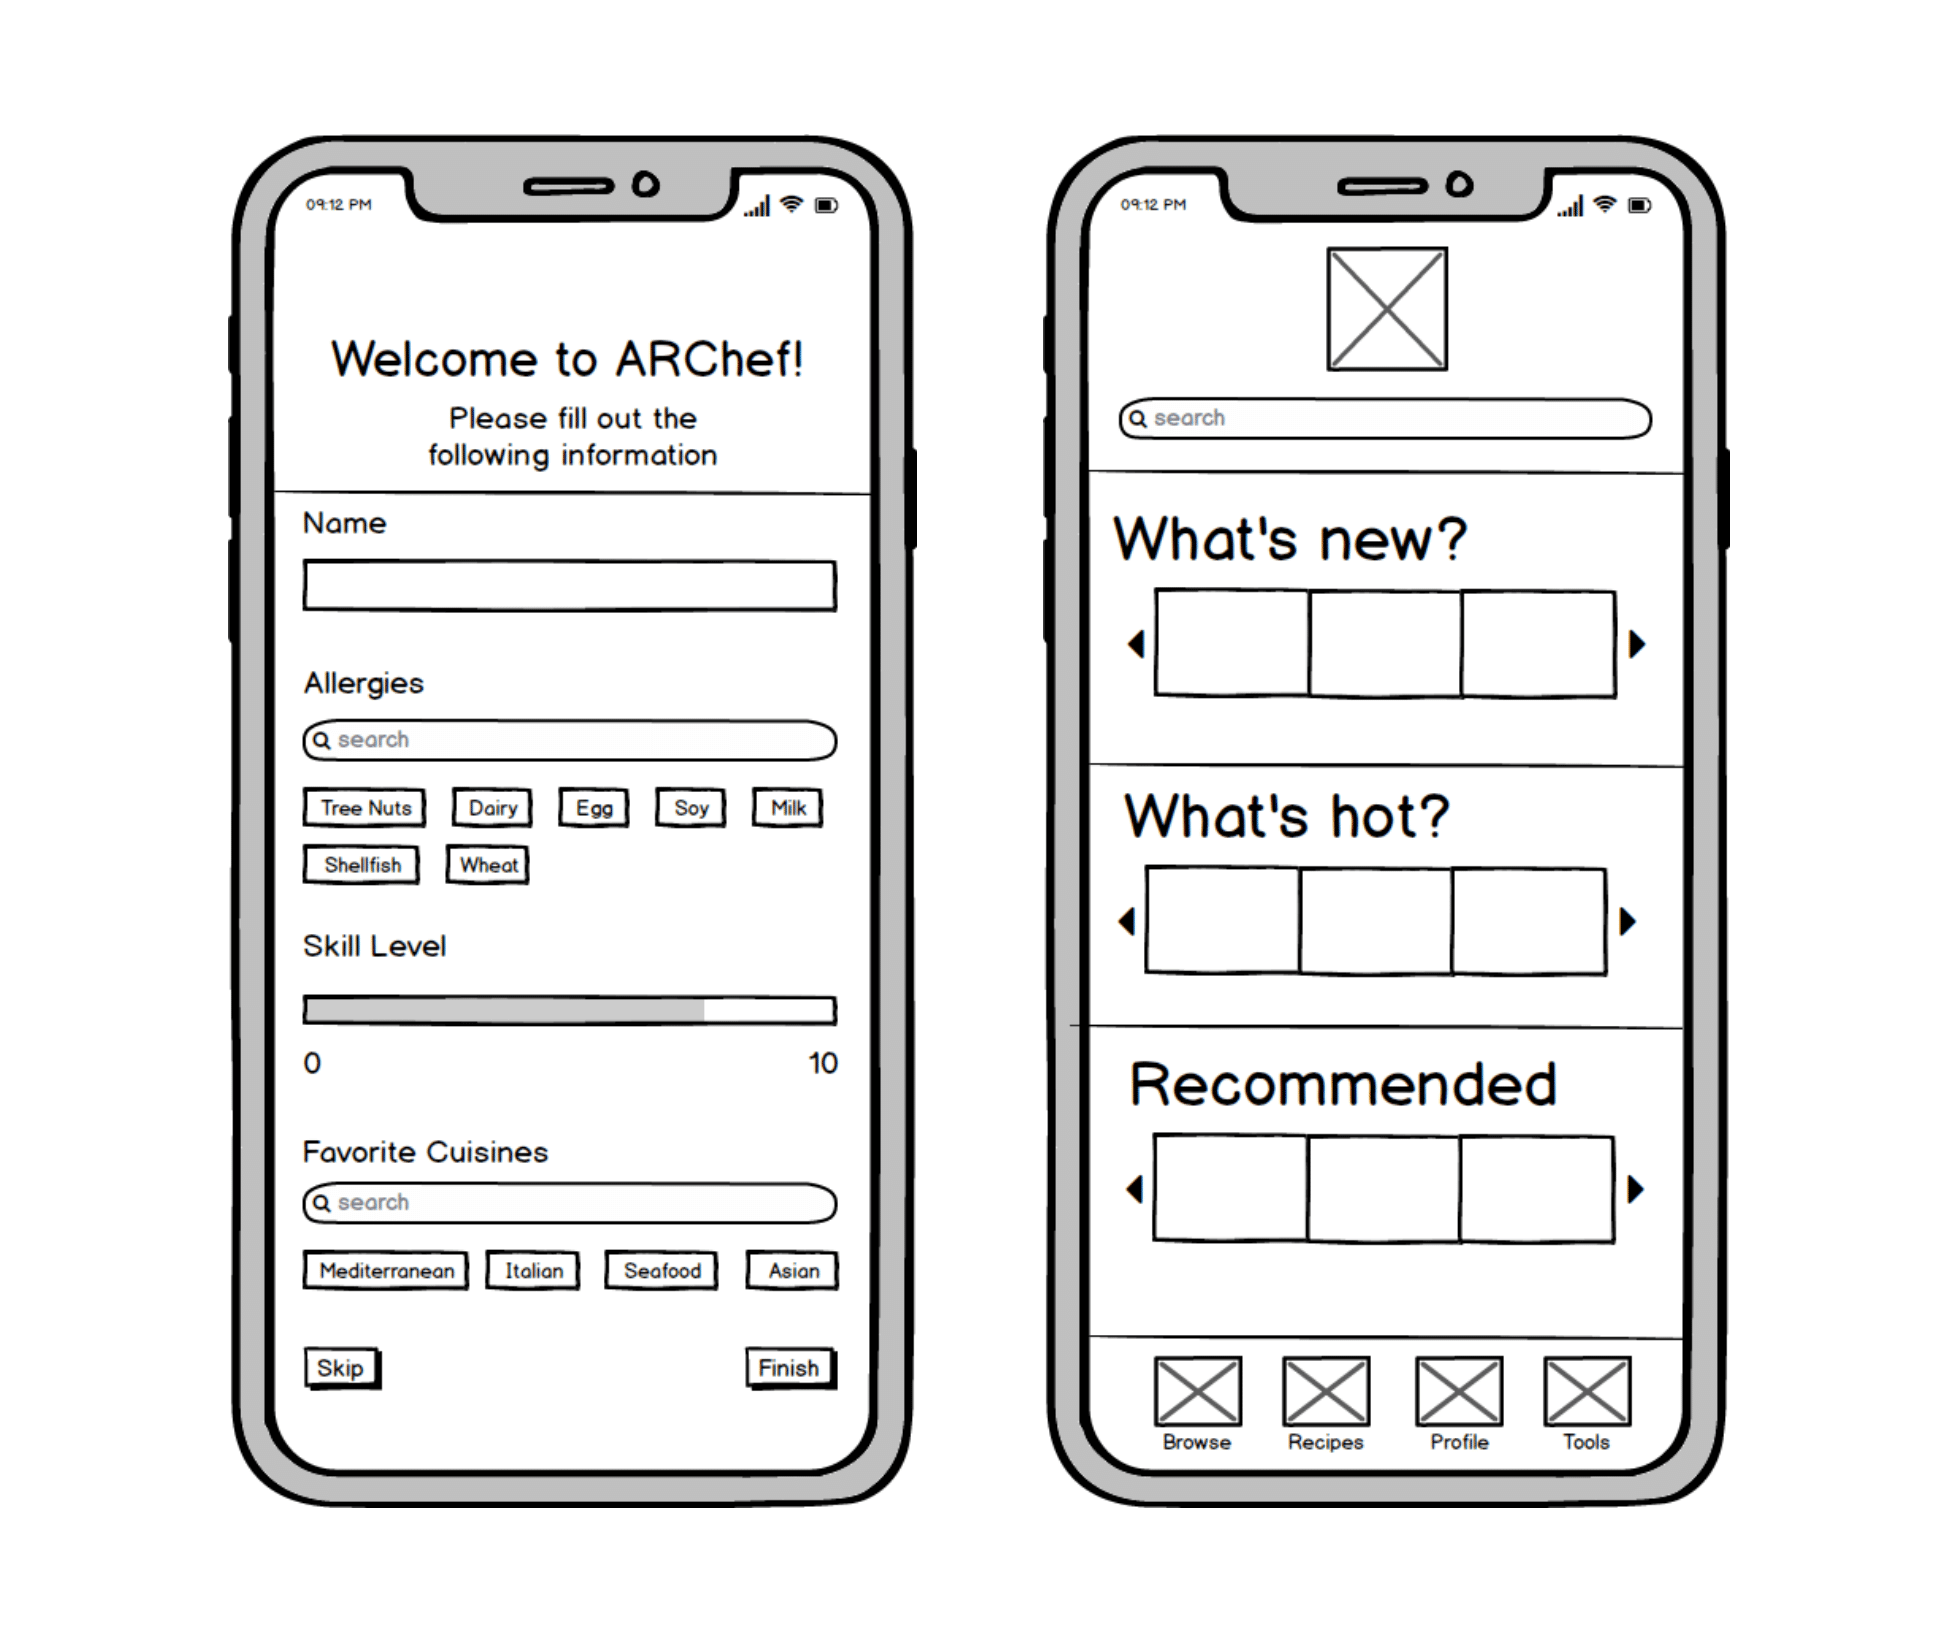 09:12 PM
Welcome to ARChef!
Please fill out the
following information
Name
Allergies
search
Tree Nuts Dairy Egg Soy Milk
Shellfish Wheat
Skill Level
0 10
Favorite Cuisines
search
Mediterranean Italian Seafood Asian
Skip Finish
09:12 PM
search
What's new?
What's hot?
Recommended
Browse Recipes Profile Tools